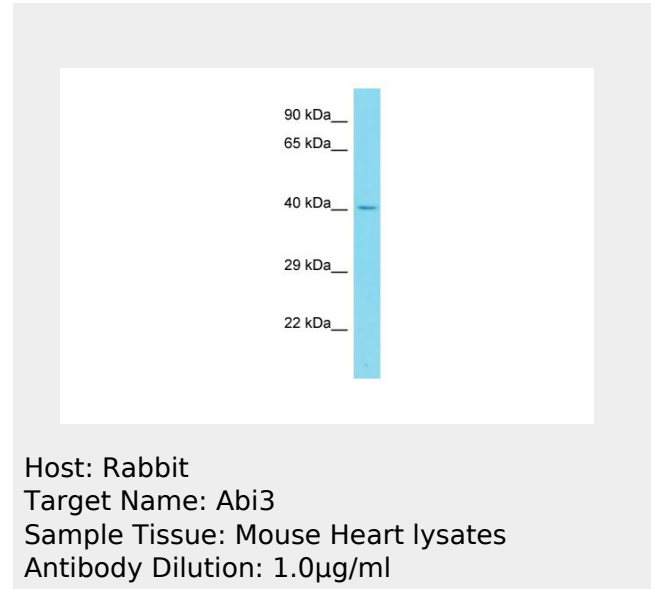 90 kDa__
65 kDa__
40 kDa__
29 kDa__
22 kDa__
Host: Rabbit
Target Name: Abi3
Sample Tissue: Mouse Heart lysates
Antibody Dilution: 1.0µg/ml